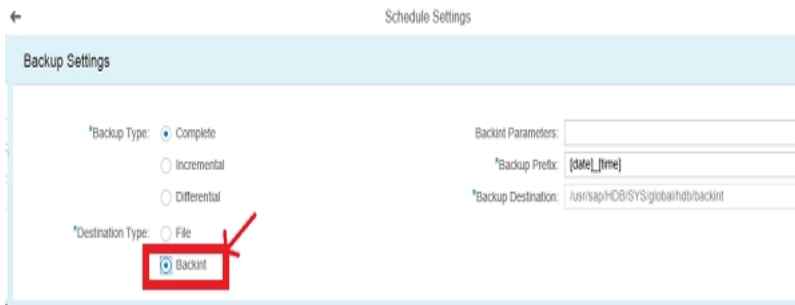 Schedule Settings
Backup Settings
*Backup Type: Complete
Incremental
Differential
*Destination Type: File
Backint
Backint Parameters:
*Backup Prefix: [date]_[time]
*Backup Destination: /usr/sap/HDB/SYS/global/hdb/backint